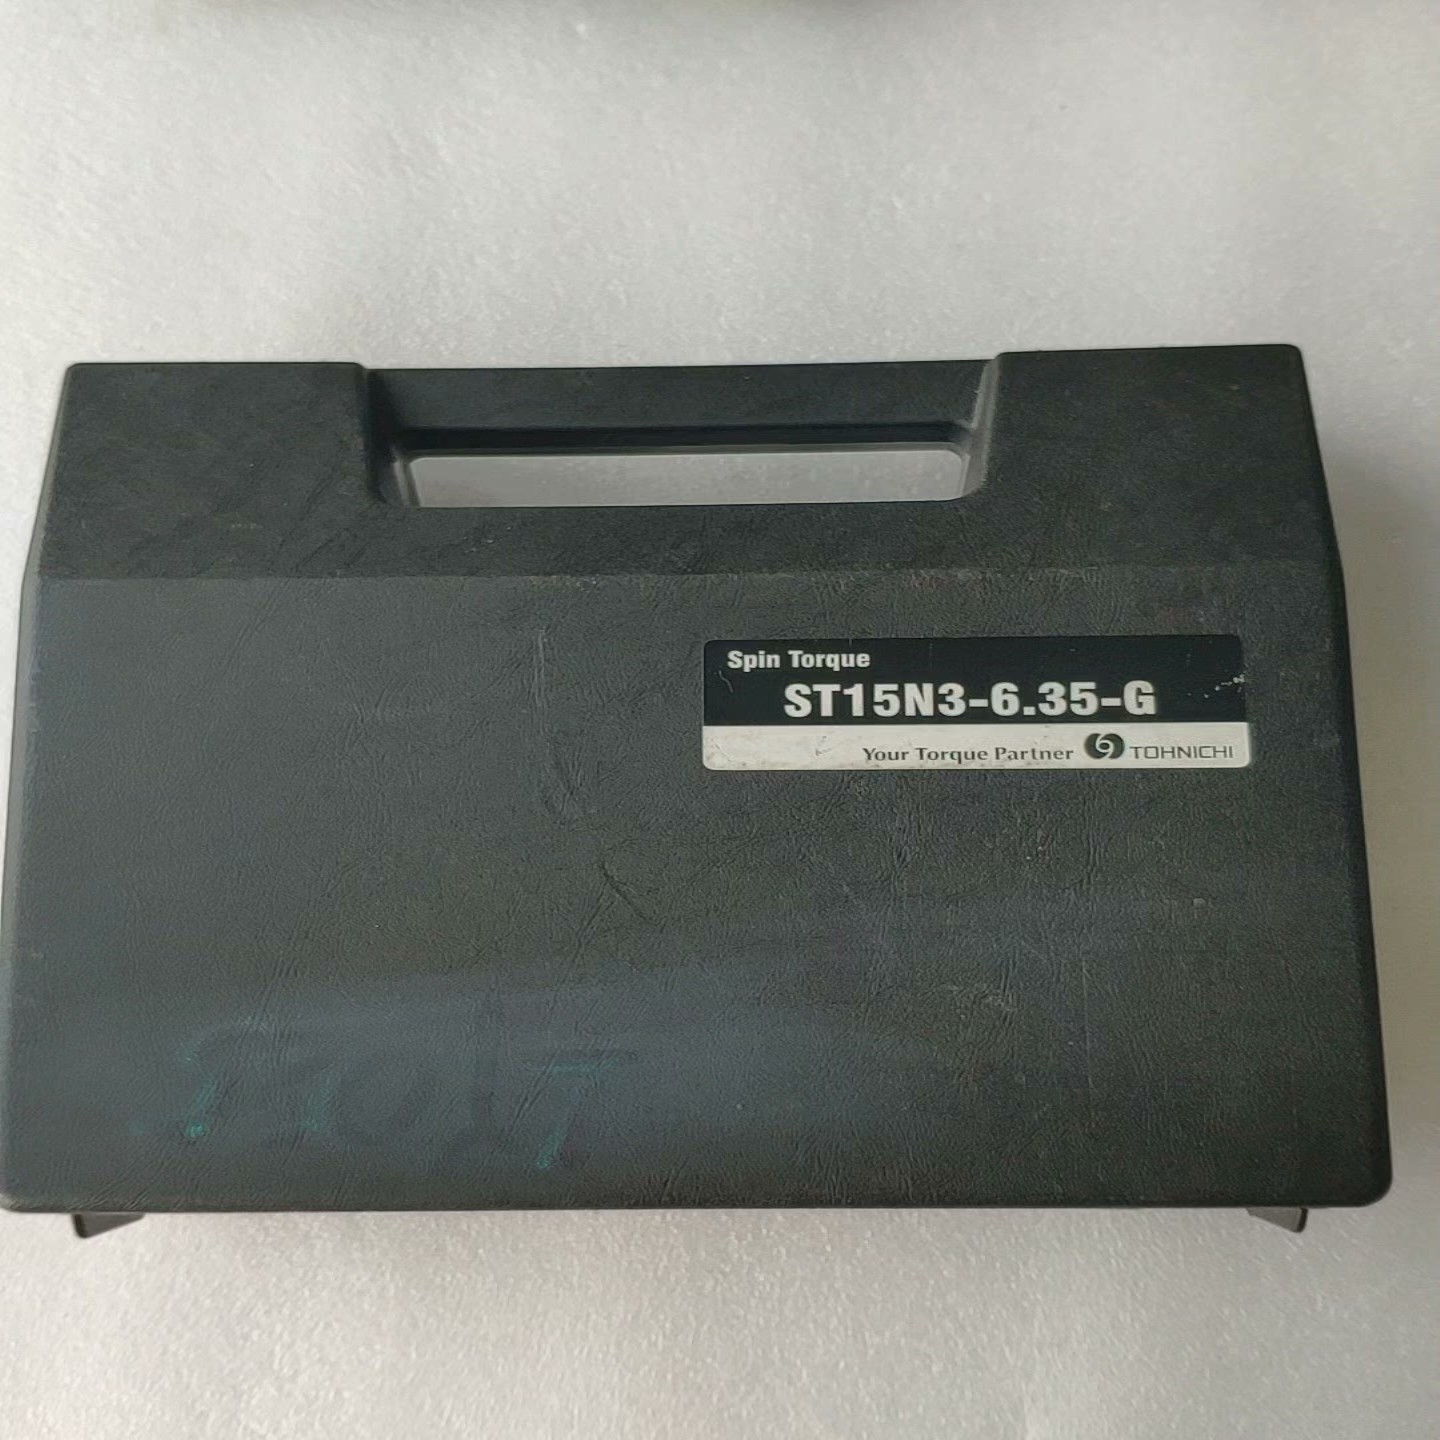 Spin Torque
ST15N3-6.35-G
Your Torque Partner TOHNICHI